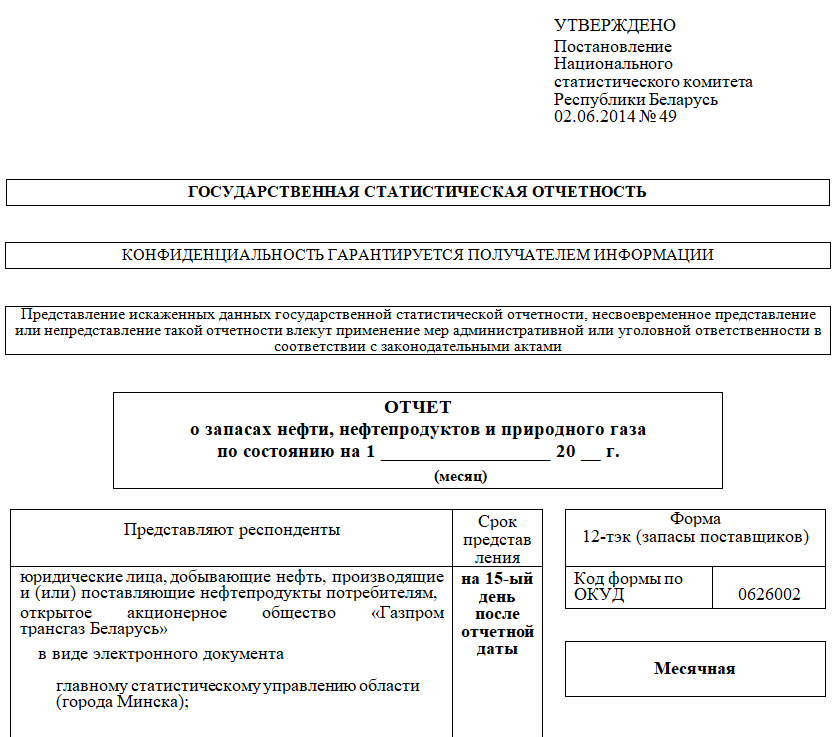 УТВЕРЖДЕНО
Постановление
Национального
статистического комитета
Республики Беларусь
02.06.2014 № 49
ГОСУДАРСТВЕННАЯ СТАТИСТИЧЕСКАЯ ОТЧЕТНОСТЬ
КОНФИДЕНЦИАЛЬНОСТЬ ГАРАНТИРУЕТСЯ ПОЛУЧАТЕЛЕМ ИНФОРМАЦИИ
Представление искаженных данных государственной статистической отчетности, несвоевременное представление
или непредставление такой отчетности влекут применение мер административной или уголовной ответственности в
соответствии с законодательными актами
ОТЧЕТ
о запасах нефти, нефтепродуктов и природного газа
по состоянию на 1 __________________ 20 __ г.
(месяц)
Представляют респонденты
Срок
представ
ления
юридические лица, добывающие нефть, производящие
и (или) поставляющие нефтепродукты потребителям,
открытое акционерное общество «Газпром
трансгаз Беларусь»
в виде электронного документа
главному статистическому управлению области
(города Минска);
на 15-ый
день
после
отчетной
даты
Форма
12-тэк (запасы поставщиков)
Код формы по
ОКУД
0626002
Месячная